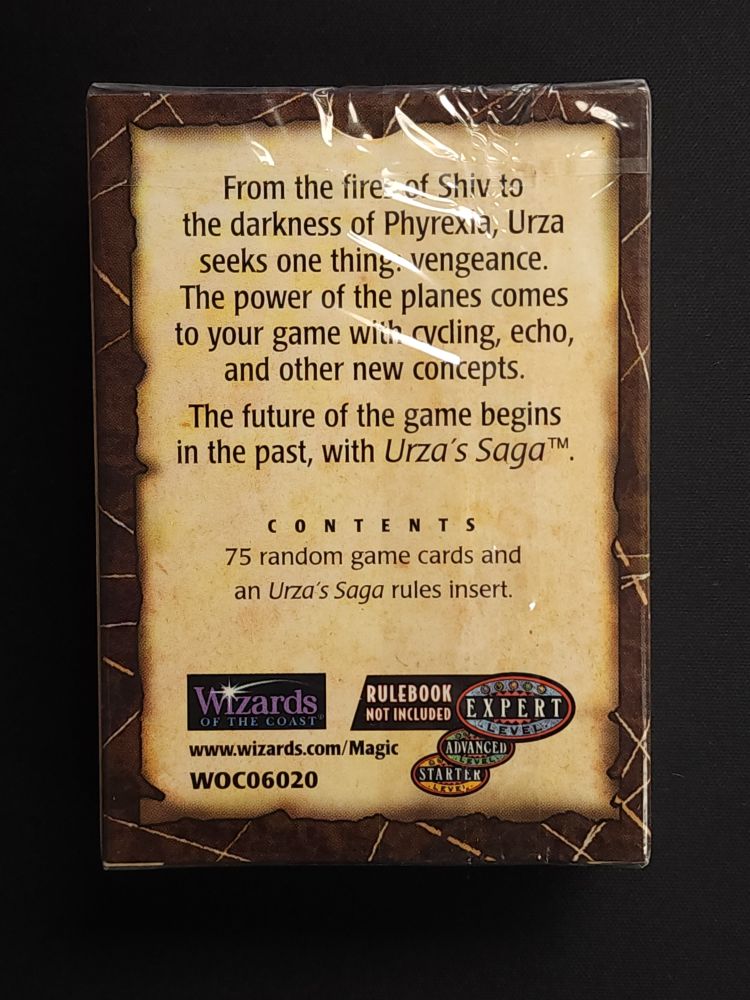 From the fires of Shiv to
the darkness of Phyrexia, Urza
seeks one thing: vengeance.
The power of the planes comes
to your game with cycling, echo,
and other new concepts.
The future of the game begins
in the past, with Urza's Saga™.
CONTENTS
75 random game cards and
an Urza's Saga rules insert.
Wizards
OF THE COAST®
RULEBOOK
NOT INCLUDED
EXPERT
LEVEL
www.wizards.com/Magic
ADVANCED
LEVEL
WOC06020
STARTER
LEVEL